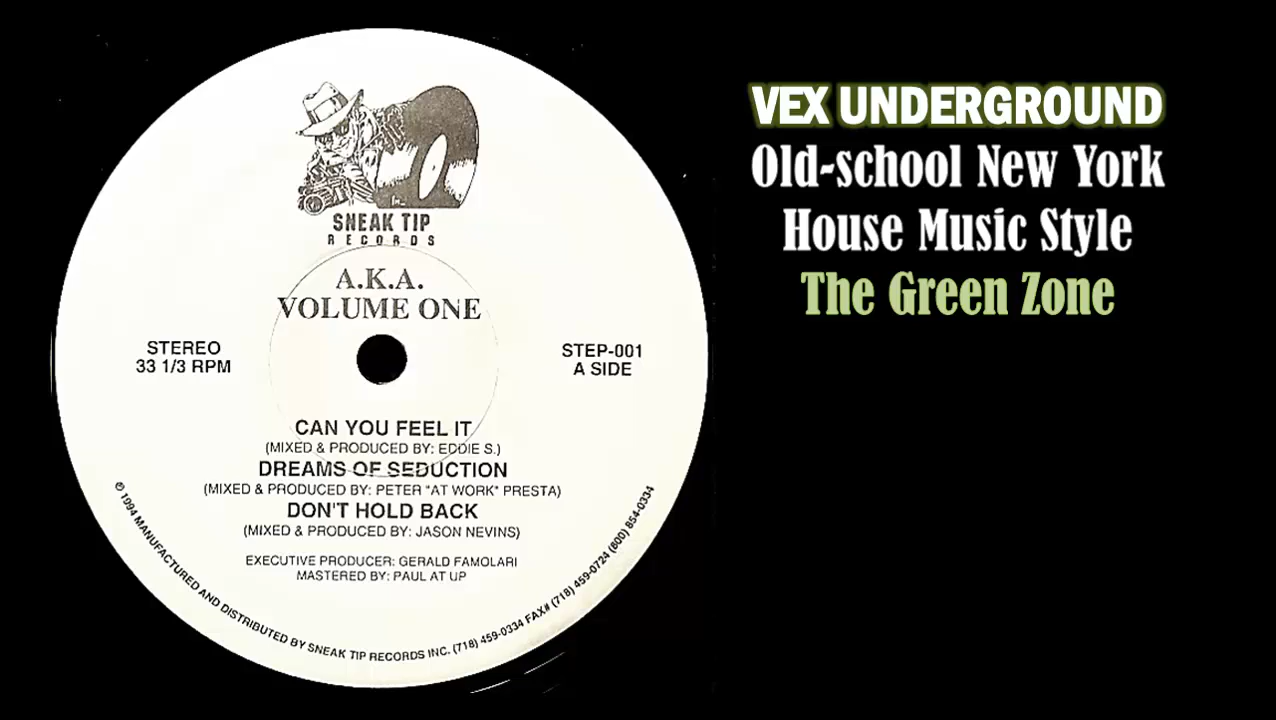 SNEAK TIP
RECORDS
A.K.A.
VOLUME ONE
STEREO
33 1/3 RPM
STEP-001
A SIDE
CAN YOU FEEL IT
(MIXED & PRODUCED BY: EDDIE S.)
DREAMS OF SEDUCTION
(MIXED & PRODUCED BY: PETER "AT WORK" PRESTA)
DON'T HOLD BACK
(MIXED & PRODUCED BY: JASON NEVINS)
EXECUTIVE PRODUCER: GERALD FAMOLARI
MASTERED BY: PAUL AT UP
℗ 1994 MANUFACTURED AND DISTRIBUTED BY SNEAK TIP RECORDS INC. (718) 459-0334 FAX# (718) 459-0724 (800) 854-0334
VEX UNDERGROUND
Old-school New York
House Music Style
The Green Zone